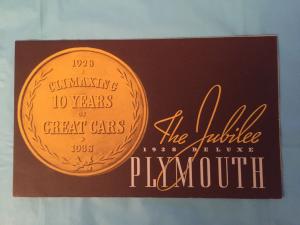 1928
CLIMAXING
10 YEARS
OF
GREAT CARS
1938
The Jubilee
1938 DELUXE
PLYMOUTH